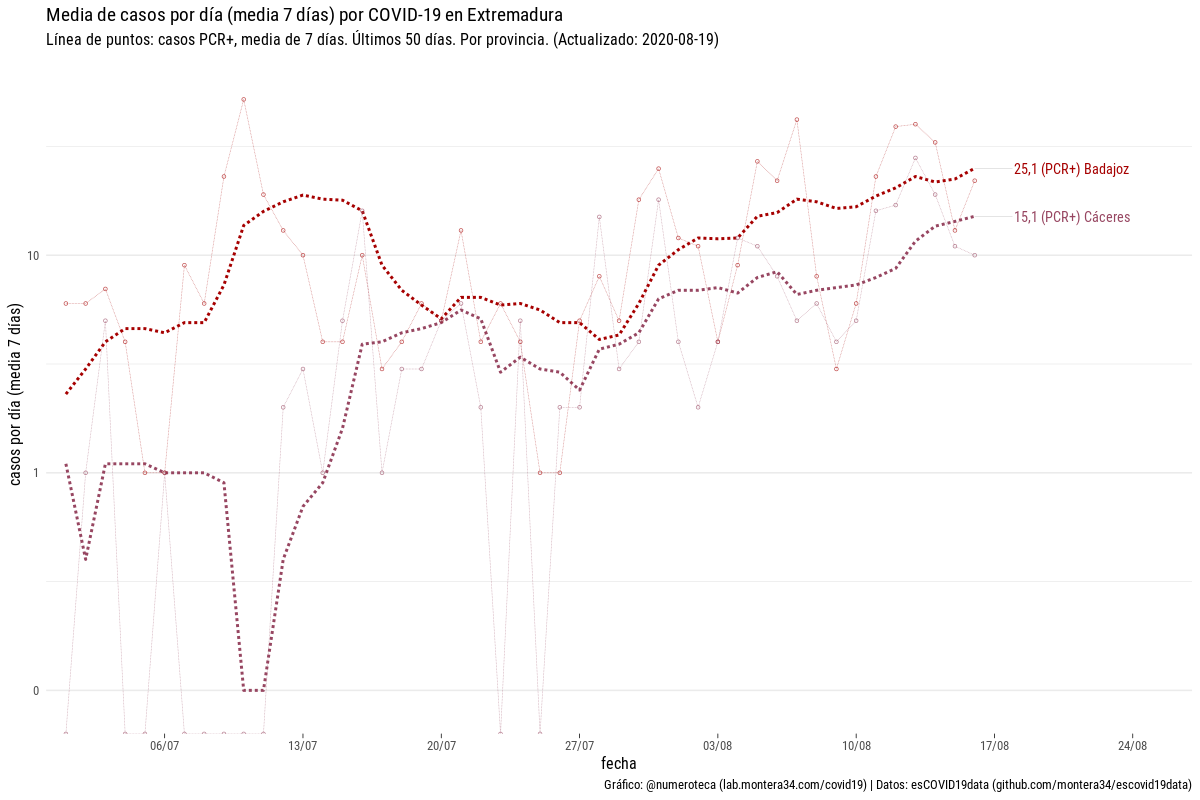 Media de casos por día (media 7 días) por COVID-19 en Extremadura
Línea de puntos: casos PCR+, media de 7 días. Últimos 50 días. Por provincia. (Actualizado: 2020-08-19)
casos por día (media 7 días)
10
1
0
25,1 (PCR+) Badajoz
15,1 (PCR+) Cáceres
06/07 13/07 20/07 27/07 03/08 10/08 17/08 24/08
fecha
Gráfico: @numeroteca (lab.montera34.com/covid19) | Datos: esCOVID19data (github.com/montera34/escovid19data)